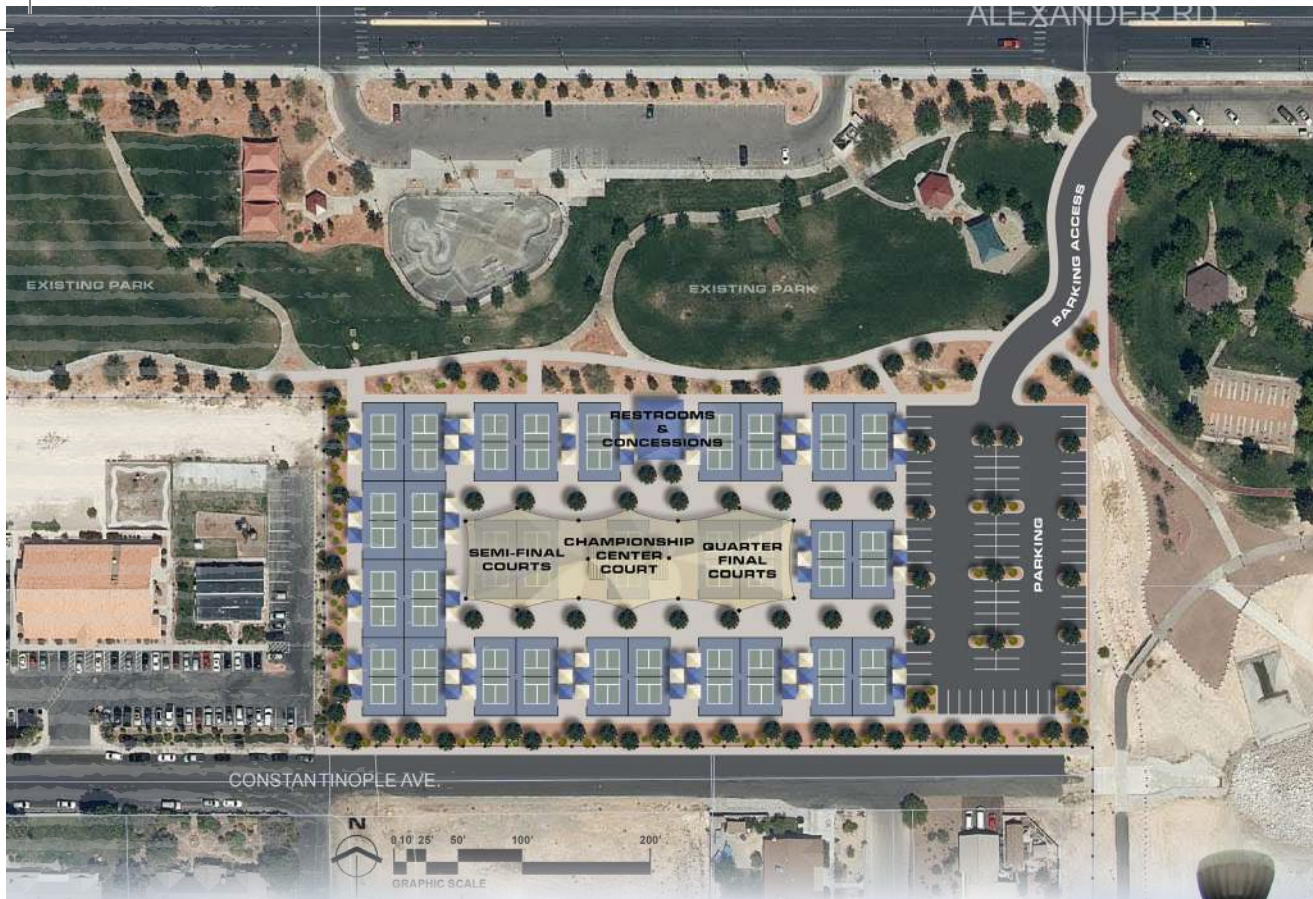 ALEXANDER RD
PARKING ACCESS
EXISTING PARK
EXISTING PARK
RESTROOMS
&
CONCESSIONS
SEMI-FINAL
COURTS
CHAMPIONSHIP
CENTER
COURT
QUARTER
FINAL
COURTS
PARKING
CONSTANTINOPLE AVE.
N
0 10' 25' 50' 100' 200'
GRAPHIC SCALE